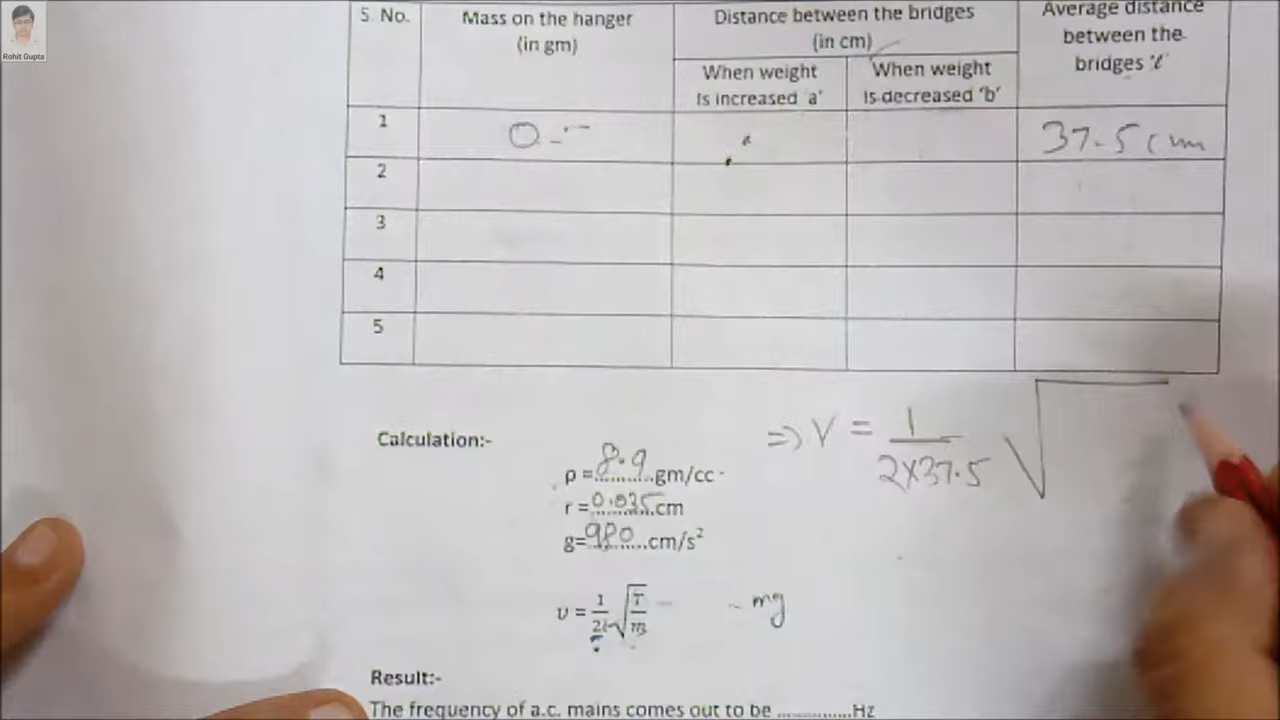 Rohit Gupta
S. No.
Mass on the hanger
(in gm)
Distance between the bridges
(in cm)
When weight
is increased 'a'
When weight
is decreased 'b'
Average distance
between the
bridges 'ℓ'
1
37.5 cm
2
3
4
5
Calculation:-
ρ = 8.9 gm/cc
r = 0.035 cm
g= 980 cm/s²
⇒ V = 1/(2×37.5) √
υ = 1/2ℓ √T/m
mg
Result:-
The frequency of a.c. mains comes out to be .............Hz